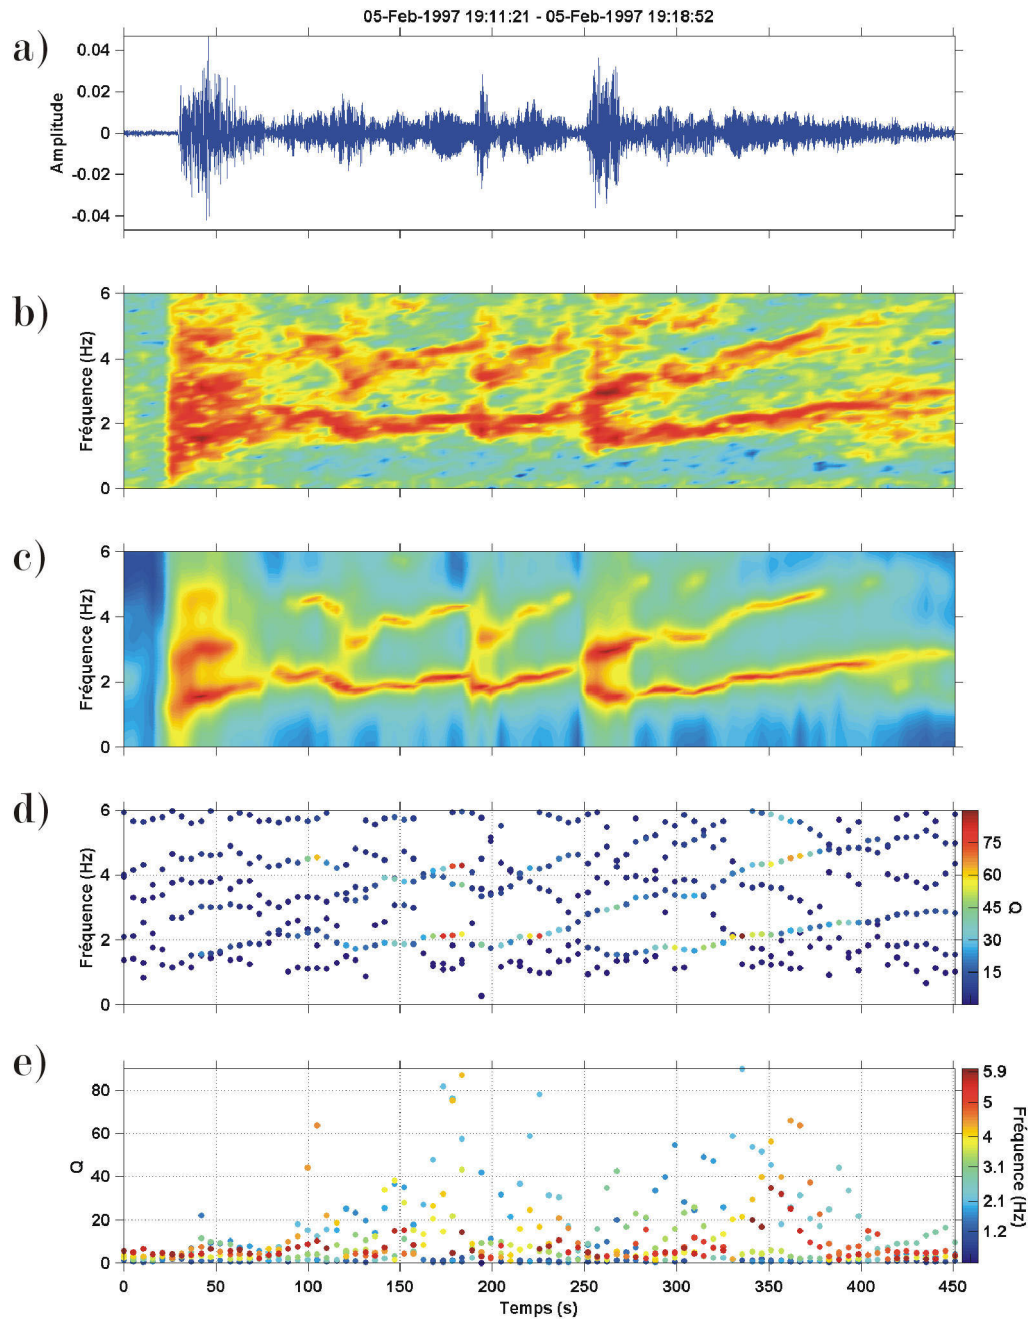 05-Feb-1997 19:11:21 - 05-Feb-1997 19:18:52
a)
Amplitude
0.04
0.02
0
-0.02
-0.04
b)
Fréquence (Hz)
6
4
2
0
c)
Fréquence (Hz)
6
4
2
0
d)
Fréquence (Hz)
6
4
2
0
75
60
45
30
15
Q
e)
Q
80
60
40
20
0
0 50 100 150 200 250 300 350 400 450
Temps (s)
5.9
5
4
3.1
2.1
1.2
Fréquence (Hz)